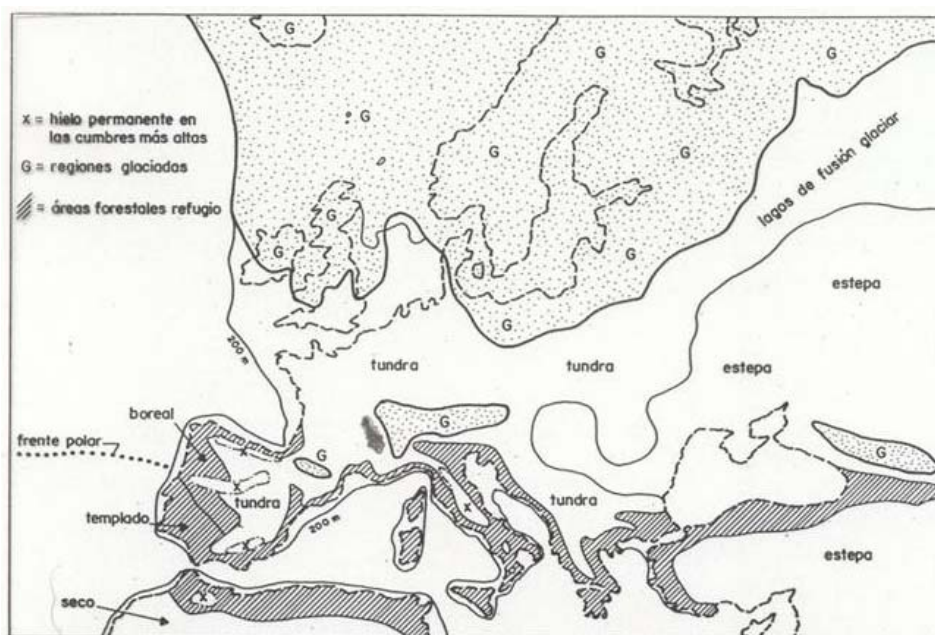 x = hielo permanente en
las cumbres más altas
G = regiones glaciadas
= áreas forestales refugio
G
G
G
G
G
G
G
G
G
G
lagos de fusión glaciar
estepa
200 m
tundra
tundra
estepa
boreal
G
frente polar
x
G
G
x
tundra
x
tundra
templado
200 m
estepa
seco
x